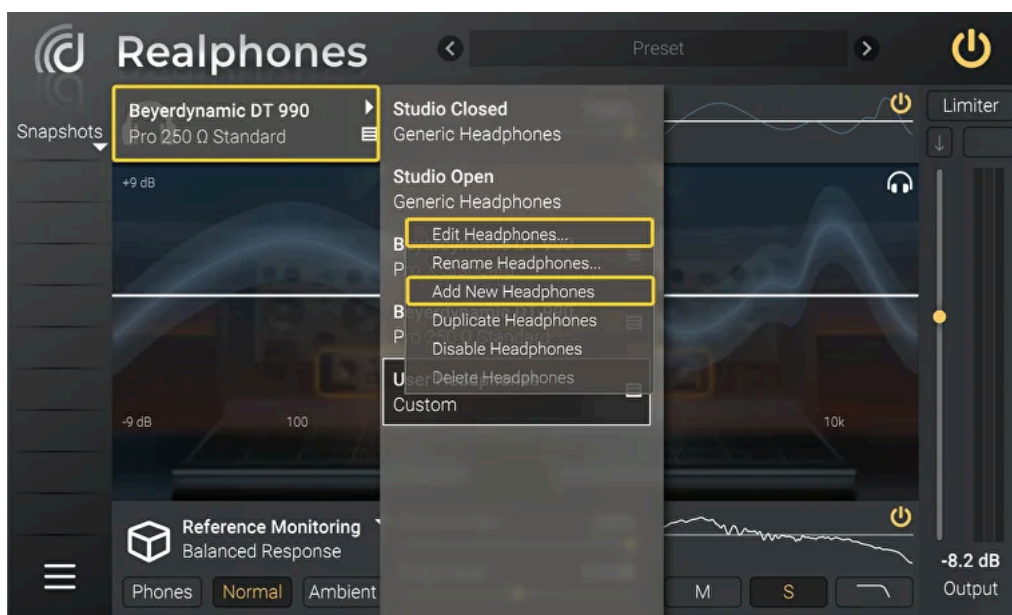 Realphones
Preset
Snapshots
Beyerdynamic DT 990
Pro 250 Ω Standard
Studio Closed
Generic Headphones
Studio Open
Generic Headphones
Edit Headphones...
Rename Headphones...
Add New Headphones
Duplicate Headphones
Disable Headphones
Delete Headphones
Custom
Limiter
+9 dB
-9 dB
100
10k
Reference Monitoring
Balanced Response
Phones
Normal
Ambient
M
S
-8.2 dB
Output